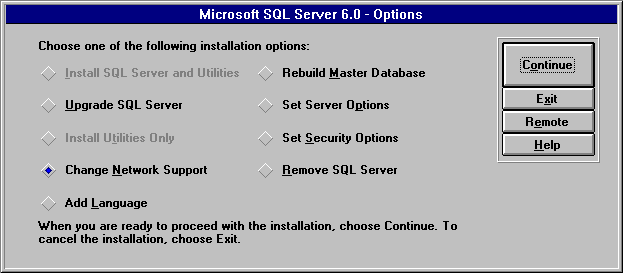 Microsoft SQL Server 6.0 - Options
Choose one of the following installation options:
Install SQL Server and Utilities
Upgrade SQL Server
Install Utilities Only
Change Network Support
Add Language
Rebuild Master Database
Set Server Options
Set Security Options
Remove SQL Server
When you are ready to proceed with the installation, choose Continue. To
cancel the installation, choose Exit.
Continue
Exit
Remote
Help